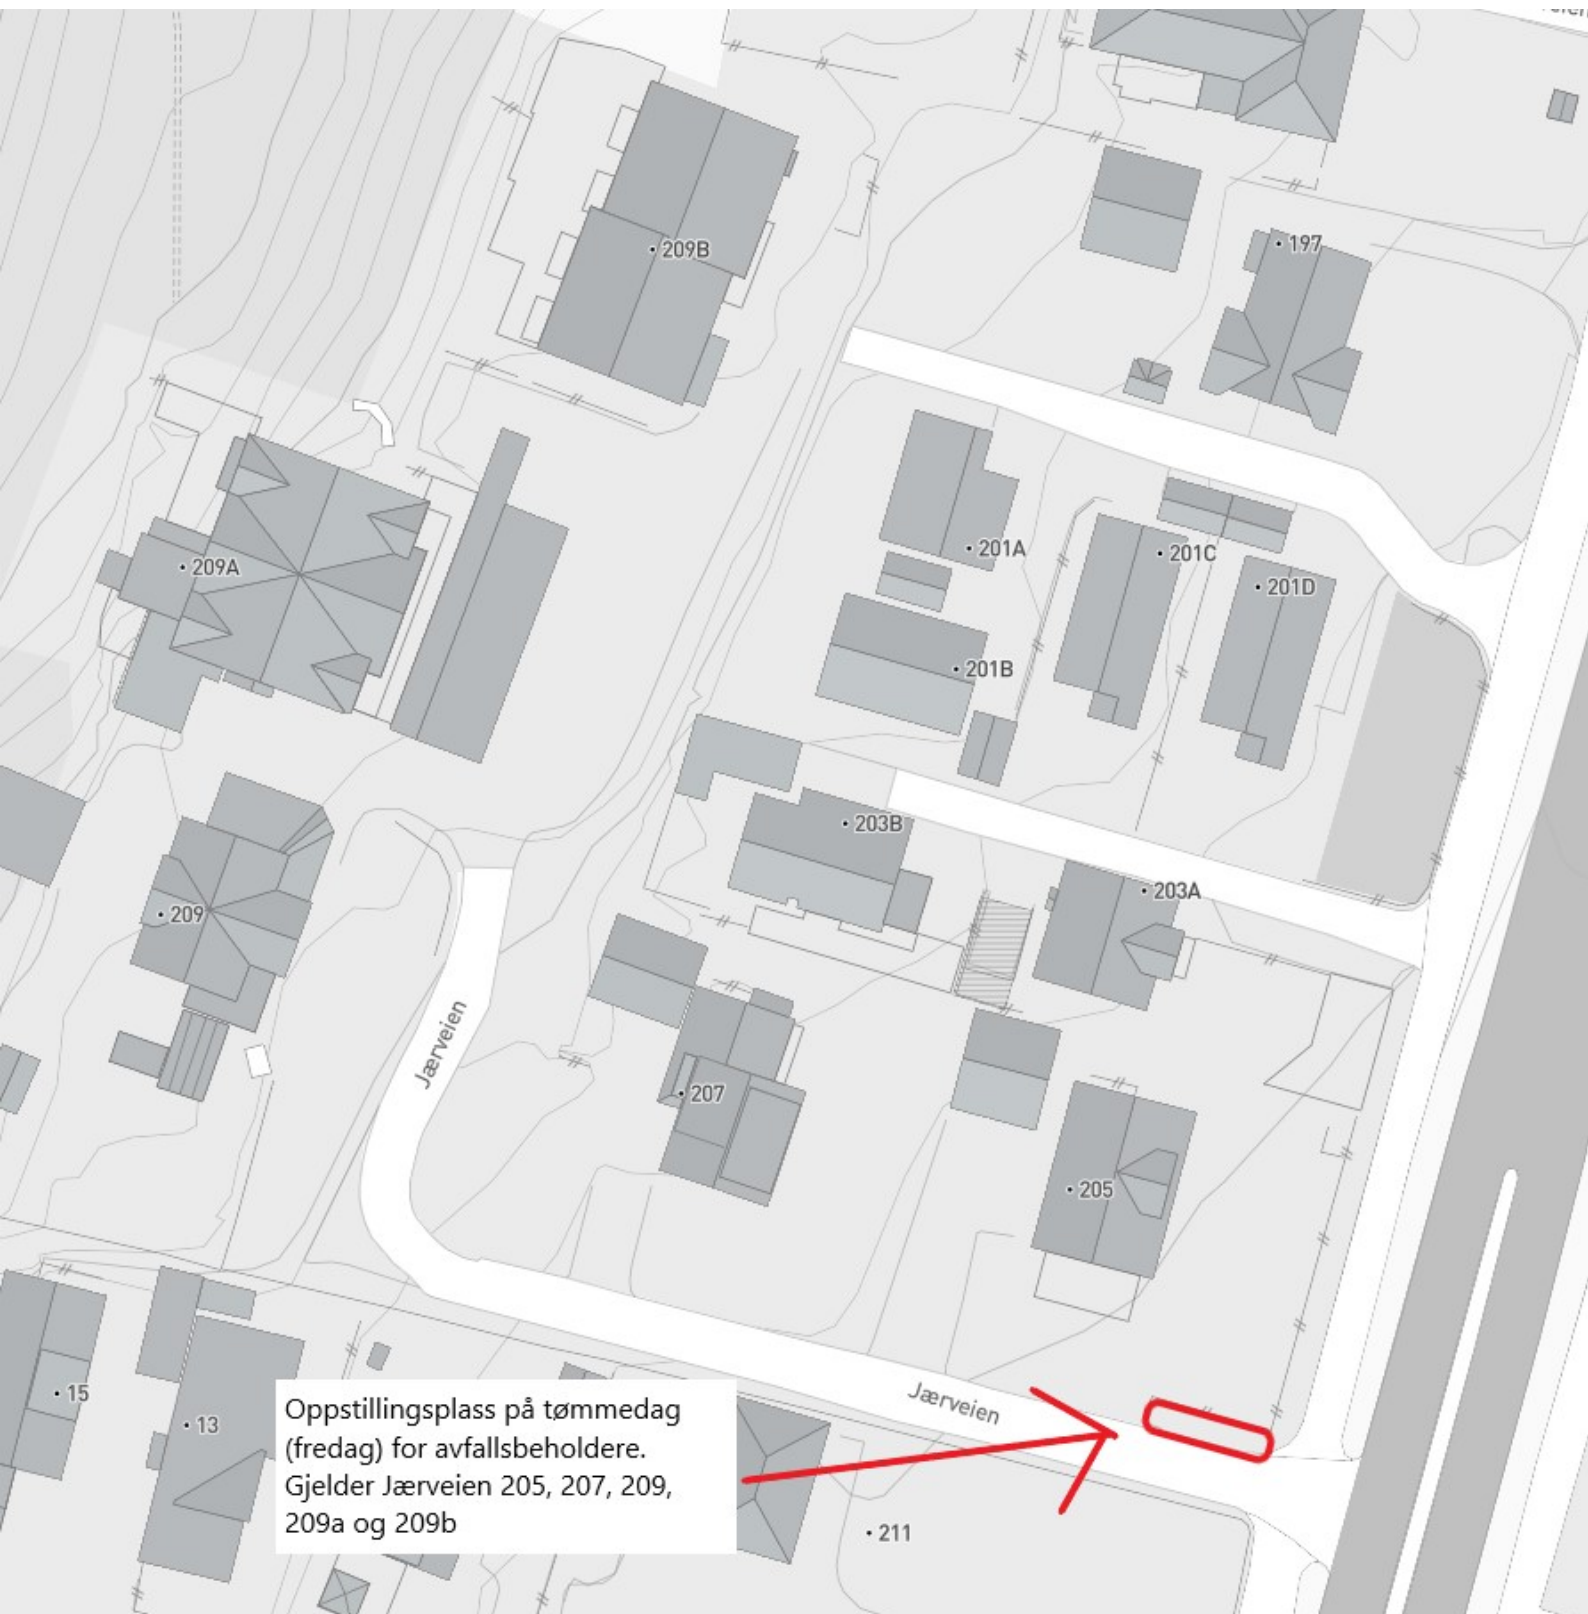 209B
197
201A
201C
201D
209A
201B
203B
203A
209
Jærveien
207
205
15
13
Oppstillingsplass på tømmedag
(fredag) for avfallsbeholdere.
Gjelder Jærveien 205, 207, 209,
209a og 209b
Jærveien
211